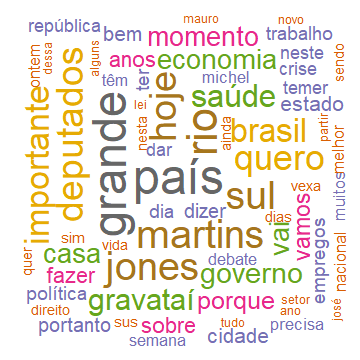 mauro
novo
república
bem
momento
trabalho
ontem
dessa
alguns
anos
economia
neste
crise
sendo
têm
ter
michel
temer
importante
deputados
grande
hoje
rio
saúde
estado
lei
nesta
ainda
brasil
partir
melhor
dar
quero
país
sul
vexa
muitos
dia
dizer
dias
quer
sim
vida
martins
vai
vamos
casa
debate
empregos
nacional
fazer
jones
governo
política
gravataí
porque
setor
josé
direito
ano
portanto
sus
sobre
tudo
cidade
precisa
semana